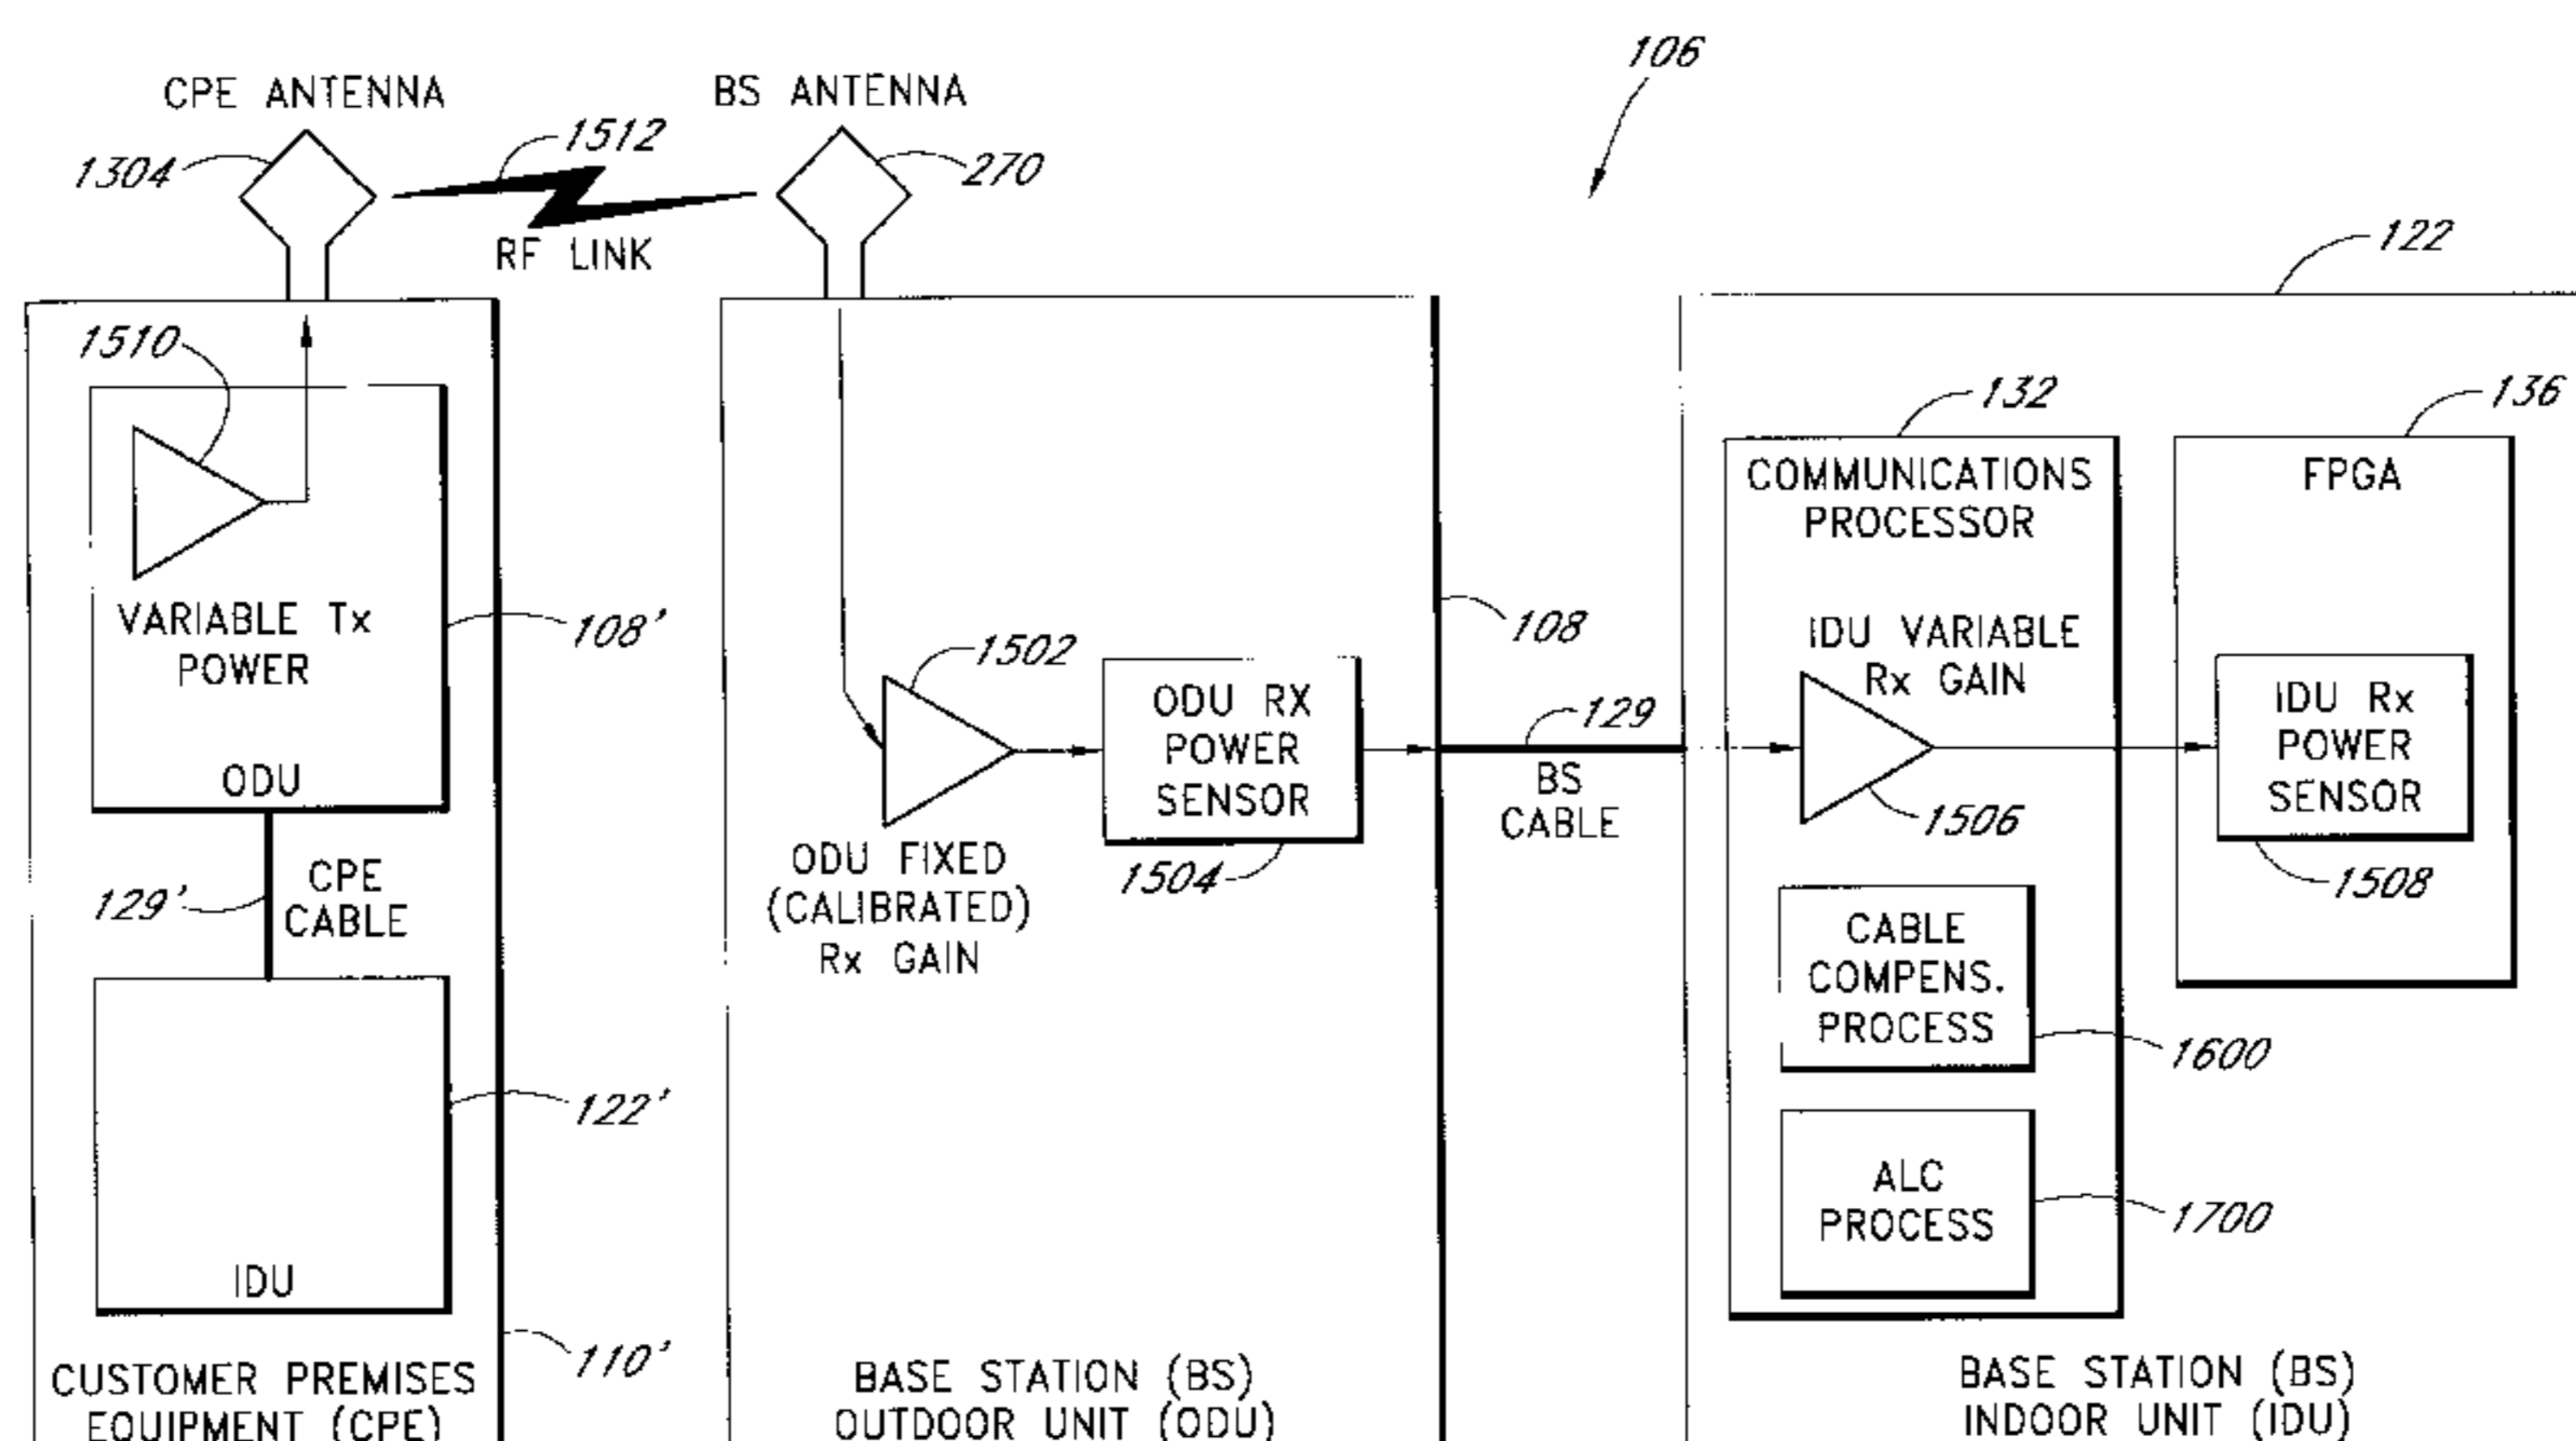 106
CPE ANTENNA
BS ANTENNA
1512
1304
270
RF LINK
122
1510
132
136
COMMUNICATIONS
PROCESSOR
FPGA
VARIABLE Tx
POWER
108'
108
1502
IDU VARIABLE
Rx GAIN
ODU RX
POWER
SENSOR
129
IDU Rx
POWER
SENSOR
ODU
BS
CABLE
1506
ODU FIXED
(CALIBRATED)
Rx GAIN
1504
1508
CPE
CABLE
129'
CABLE
COMPENS.
PROCESS
1600
122'
ALC
PROCESS
1700
IDU
110'
CUSTOMER PREMISES
EQUIPMENT (CPE)
BASE STATION (BS)
OUTDOOR UNIT (ODU)
BASE STATION (BS)
INDOOR UNIT (IDU)